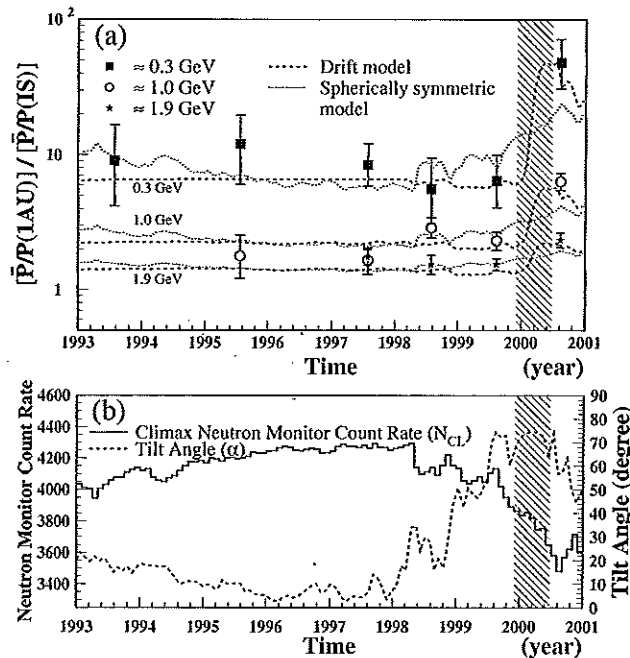 (a)
≈ 0.3 GeV
≈ 1.0 GeV
≈ 1.9 GeV
Drift model
Spherically symmetric
model
[P̄/P(1AU)] / [P̄/P(IS)]
10²
10
1
0.3 GeV
1.0 GeV
1.9 GeV
1993 1994 1995 1996 1997 1998 1999 2000 2001
Time (year)
(b)
Climax Neutron Monitor Count Rate (N_CL)
Tilt Angle (α)
Neutron Monitor Count Rate
4600
4400
4200
4000
3800
3600
3400
Tilt Angle (degree)
90
80
70
60
50
40
30
20
10
0
1993 1994 1995 1996 1997 1998 1999 2000 2001
Time (year)